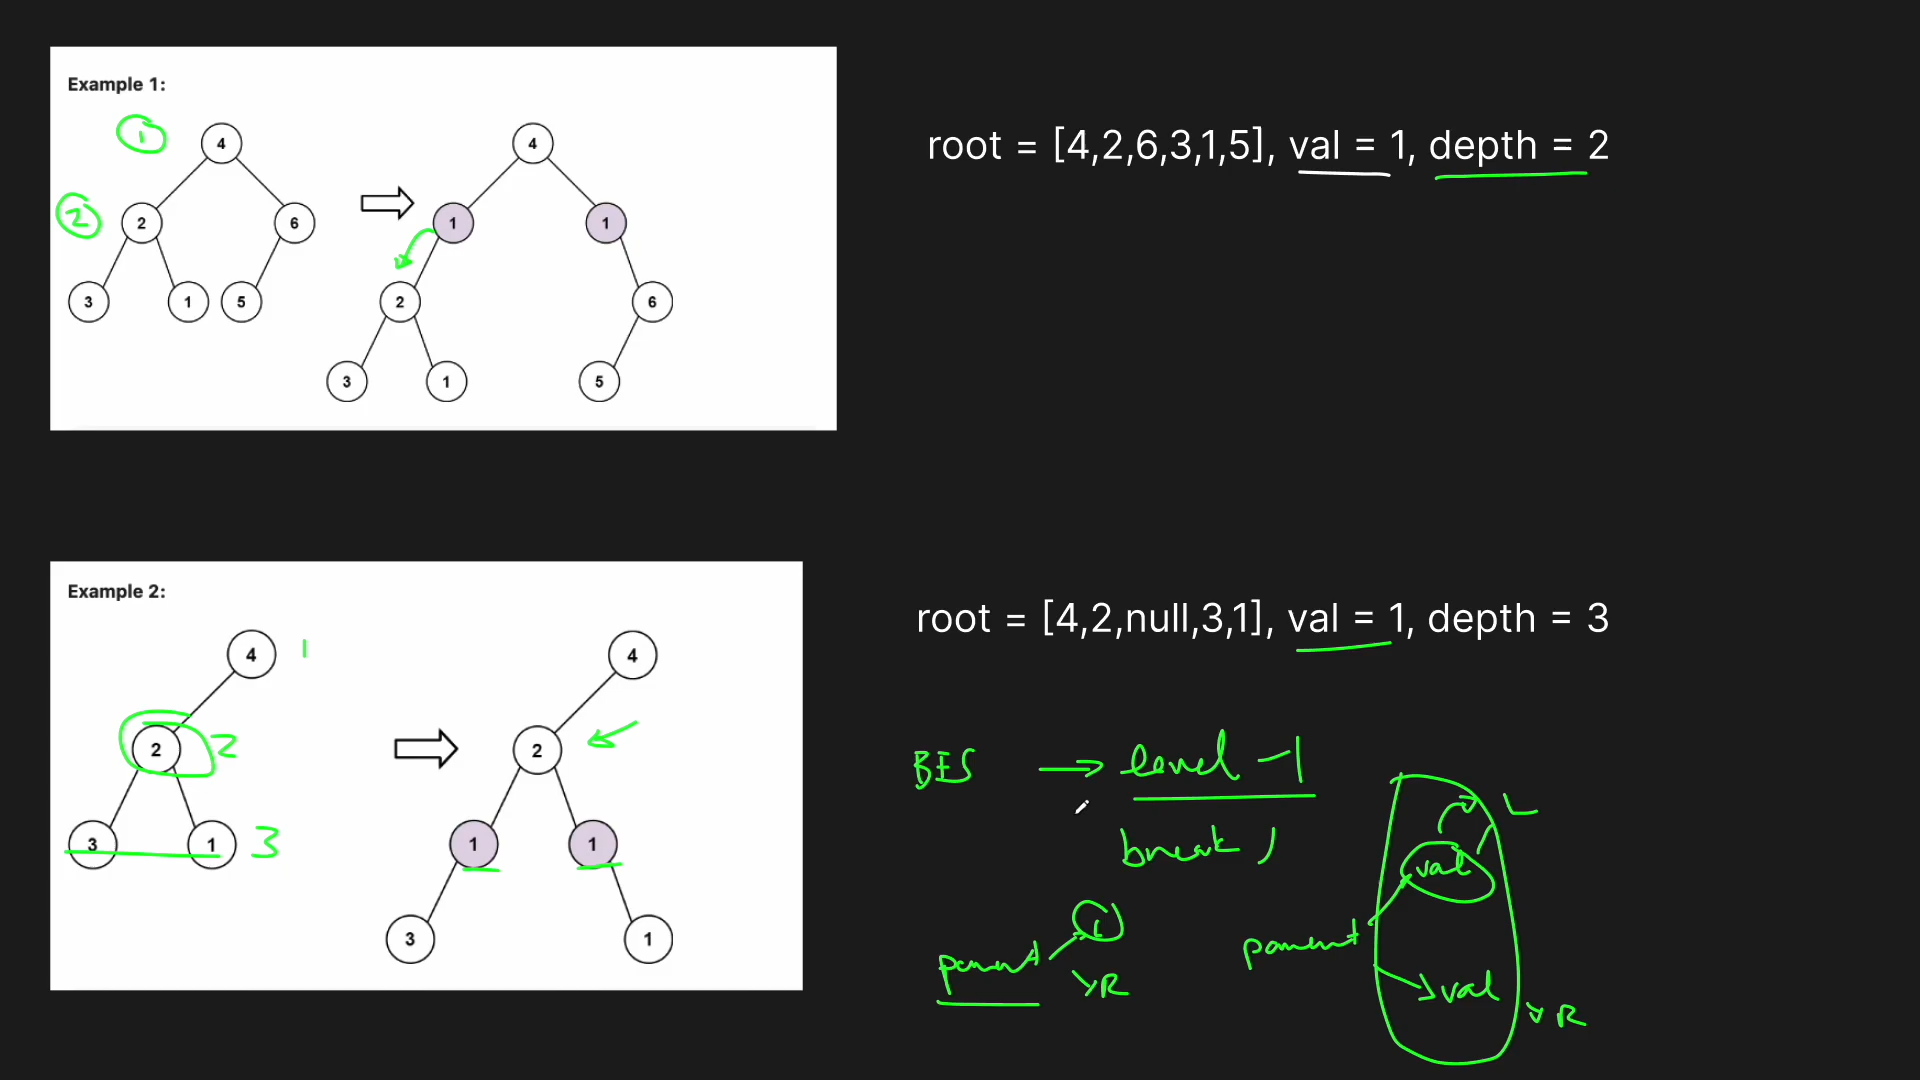 Example 1:
1
4
4
root = [4,2,6,3,1,5], val = 1, depth = 2
2
2
6
1
1
3
1
5
2
6
3
1
5
Example 2:
root = [4,2,null,3,1], val = 1, depth = 3
4
1
4
2
2
2
BFS → level -1
3
1
3
1
1
break ;
L
val
3
1
parent
L
R
parent
val
R